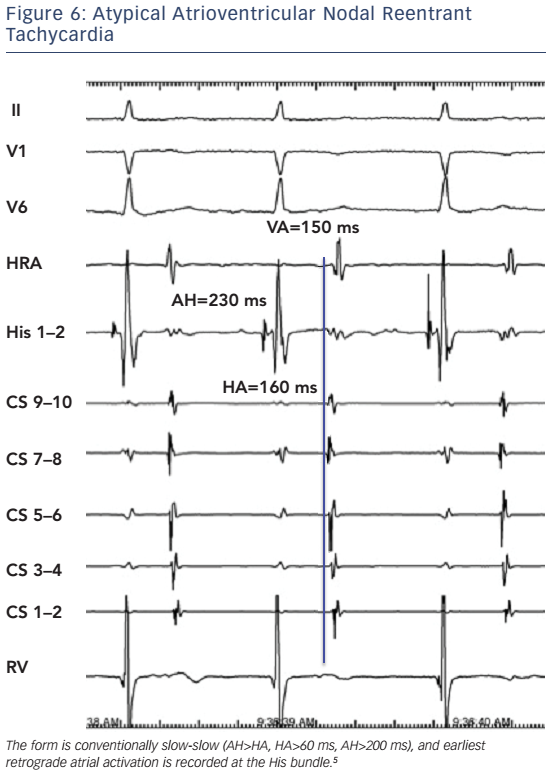 Figure 6: Atypical Atrioventricular Nodal Reentrant
Tachycardia
II
V1
V6
VA=150 ms
HRA
AH=230 ms
His 1–2
HA=160 ms
CS 9–10
CS 7–8
CS 5–6
CS 3–4
CS 1–2
RV
38 AM 9:36:39 AM 9:36:40 AM
The form is conventionally slow-slow (AH>HA, HA>60 ms, AH>200 ms), and earliest
retrograde atrial activation is recorded at the His bundle.⁵